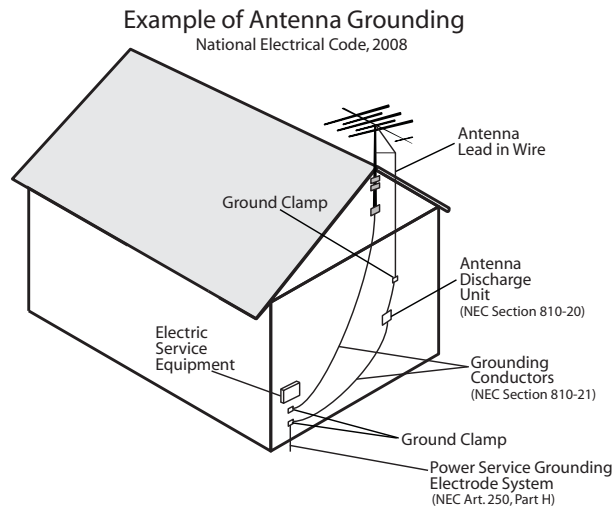 Example of Antenna Grounding
National Electrical Code, 2008
Antenna
Lead in Wire
Ground Clamp
Antenna
Discharge
Unit
(NEC Section 810-20)
Electric
Service
Equipment
Grounding
Conductors
(NEC Section 810-21)
Ground Clamp
Power Service Grounding
Electrode System
(NEC Art. 250, Part H)